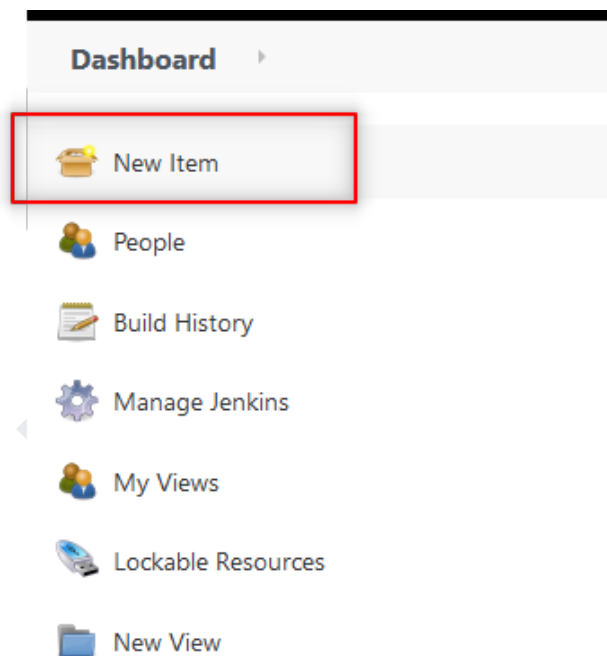 Dashboard
New Item
People
Build History
Manage Jenkins
My Views
Lockable Resources
New View